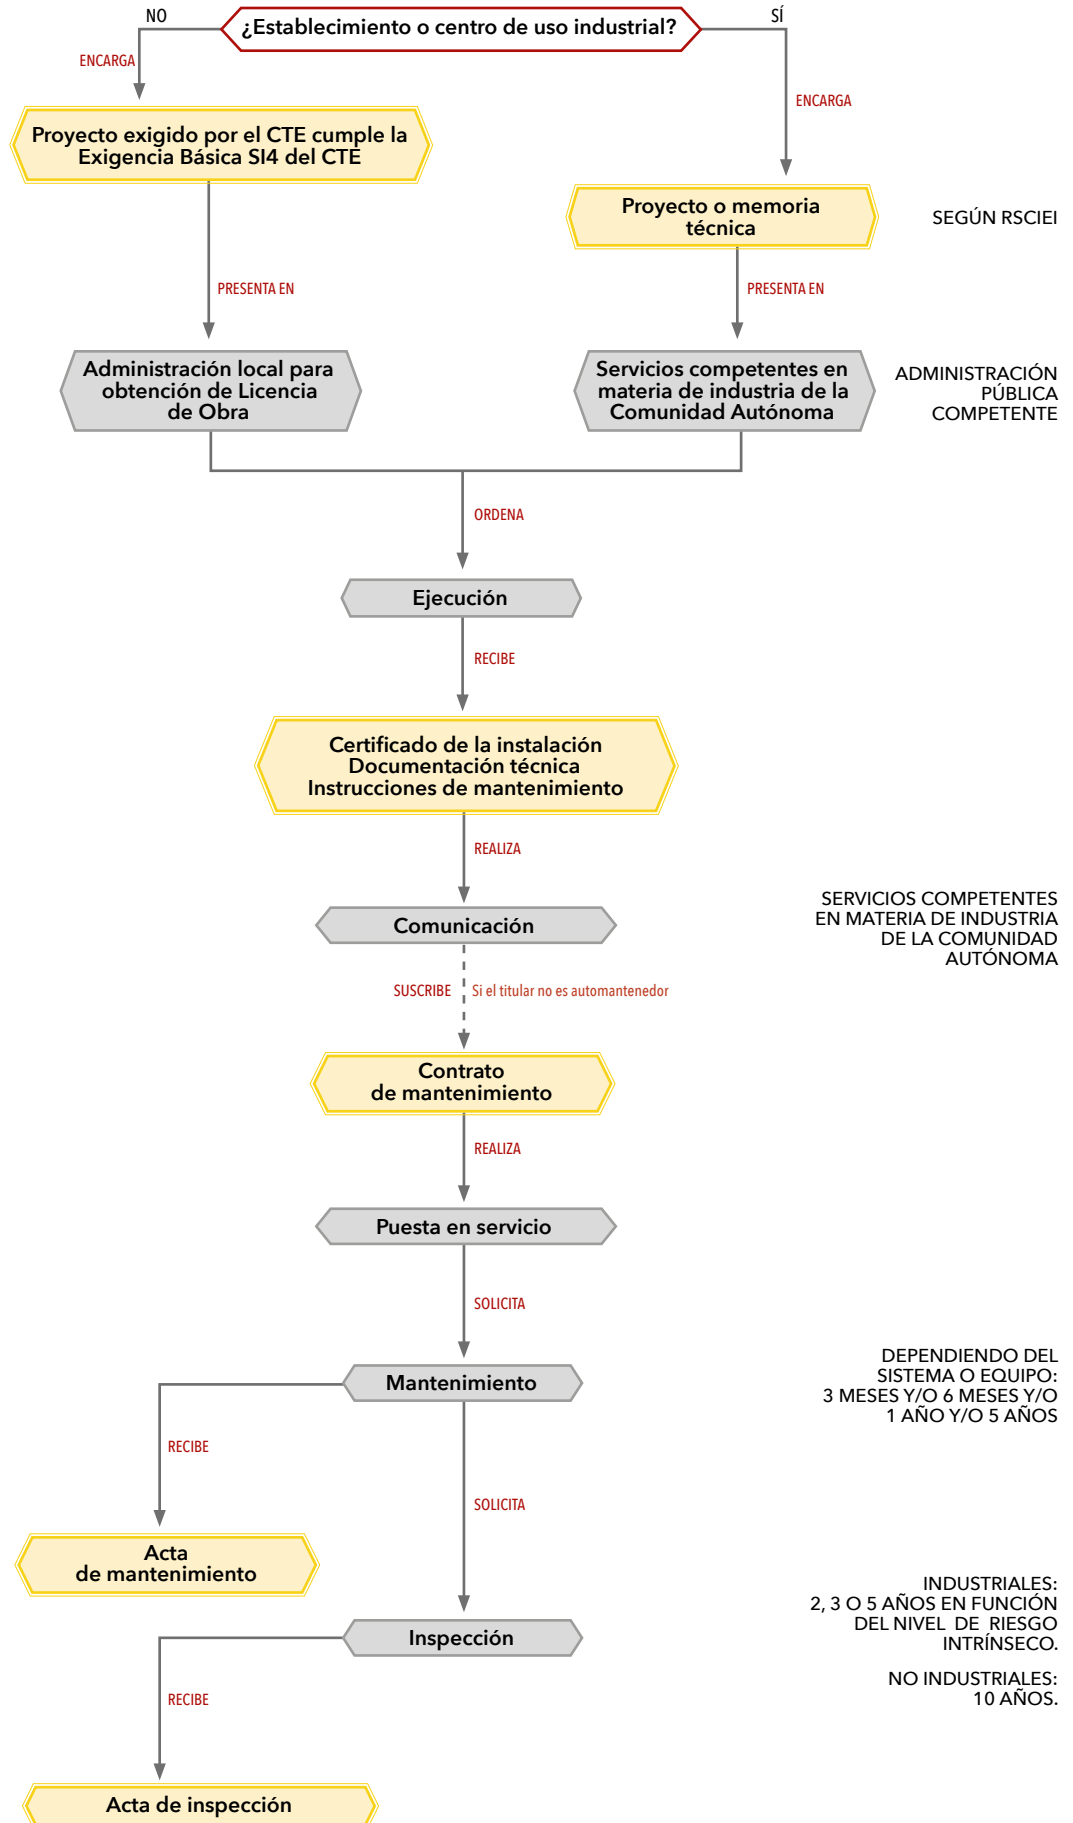 NO
¿Establecimiento o centro de uso industrial?
SÍ
ENCARGA
ENCARGA
Proyecto exigido por el CTE cumple la
Exigencia Básica SI4 del CTE
Proyecto o memoria
técnica
SEGÚN RSCIEI
PRESENTA EN
PRESENTA EN
Administración local para
obtención de Licencia
de Obra
Servicios competentes en
materia de industria de la
Comunidad Autónoma
ADMINISTRACIÓN
PÚBLICA
COMPETENTE
ORDENA
Ejecución
RECIBE
Certificado de la instalación
Documentación técnica
Instrucciones de mantenimiento
REALIZA
Comunicación
SERVICIOS COMPETENTES
EN MATERIA DE INDUSTRIA
DE LA COMUNIDAD
AUTÓNOMA
SUSCRIBE
Si el titular no es automantenedor
Contrato
de mantenimiento
REALIZA
Puesta en servicio
SOLICITA
Mantenimiento
DEPENDIENDO DEL
SISTEMA O EQUIPO:
3 MESES Y/O 6 MESES Y/O
1 AÑO Y/O 5 AÑOS
RECIBE
SOLICITA
Acta
de mantenimiento
Inspección
INDUSTRIALES:
2, 3 O 5 AÑOS EN FUNCIÓN
DEL NIVEL DE RIESGO
INTRÍNSECO.
NO INDUSTRIALES:
10 AÑOS.
RECIBE
Acta de inspección